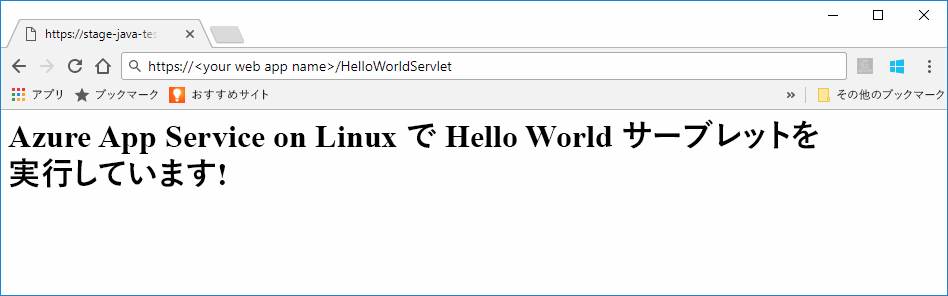 https://stage-java-tes
https://<your web app name>/HelloWorldServlet
アプリ ブックマーク おすすめサイト » その他のブックマーク
Azure App Service on Linux で Hello World サーブレットを
実行しています!